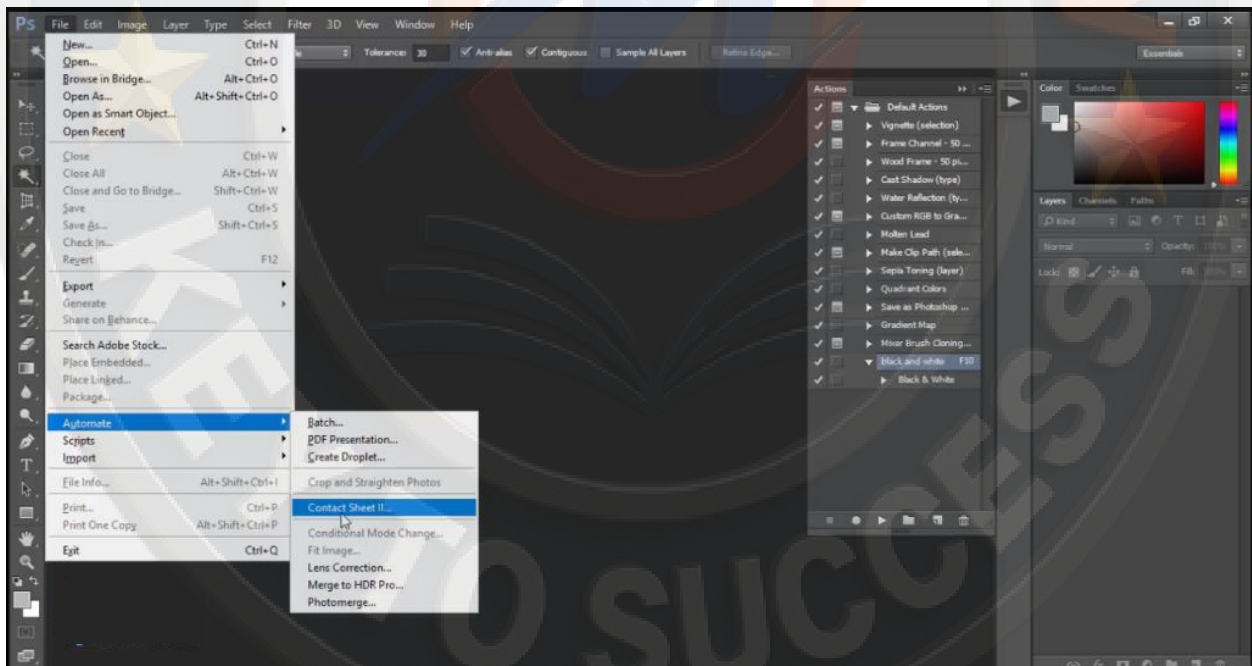 Ps File Edit Image Layer Type Select Filter 3D View Window Help
Tolerance: 30 Anti-alias Contiguous Sample All Layers Refine Edge... Essentials
New... Ctrl+N
Open... Ctrl+O
Browse in Bridge... Alt+Ctrl+O
Open As... Alt+Shift+Ctrl+O
Open as Smart Object...
Open Recent
Close Ctrl+W
Close All Alt+Ctrl+W
Close and Go to Bridge... Shift+Ctrl+W
Save Ctrl+S
Save As... Shift+Ctrl+S
Check In...
Revert F12
Export
Generate
Share on Behance...
Search Adobe Stock...
Place Embedded...
Place Linked...
Package...
Automate
Scripts
Import
File Info... Alt+Shift+Ctrl+I
Print... Ctrl+P
Print One Copy Alt+Shift+Ctrl+P
Exit Ctrl+Q
Batch...
PDF Presentation...
Create Droplet...
Crop and Straighten Photos
Contact Sheet II...
Conditional Mode Change...
Fit Image...
Lens Correction...
Merge to HDR Pro...
Photomerge...
Actions
Default Actions
Vignette (selection)
Frame Channel - 50 ...
Wood Frame - 50 pi...
Cast Shadow (type)
Water Reflection (ty...
Custom RGB to Gra...
Molten Lead
Make Clip Path (sele...
Sepia Toning (layer)
Quadrant Colors
Save as Photoshop ...
Gradient Map
Mixer Brush Cloning...
black and white F10
Black & White
Color Swatches
Layers Channels Paths
Kind
Normal Opacity: 100%
Lock: Fill: 100%
KEY TO SUCCESS